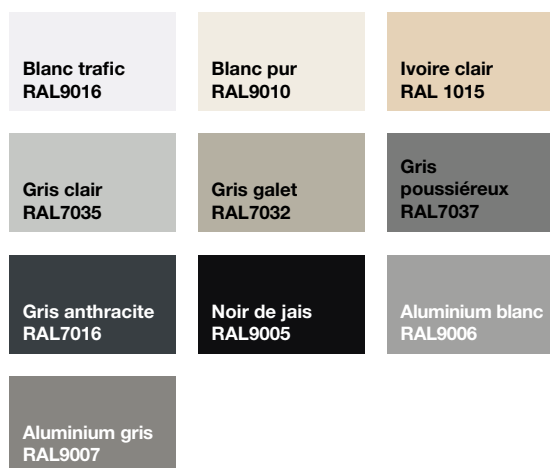 Blanc trafic
RAL9016
Blanc pur
RAL9010
Ivoire clair
RAL 1015
Gris clair
RAL7035
Gris galet
RAL7032
Gris
poussiéreux
RAL7037
Gris anthracite
RAL7016
Noir de jais
RAL9005
Aluminium blanc
RAL9006
Aluminium gris
RAL9007